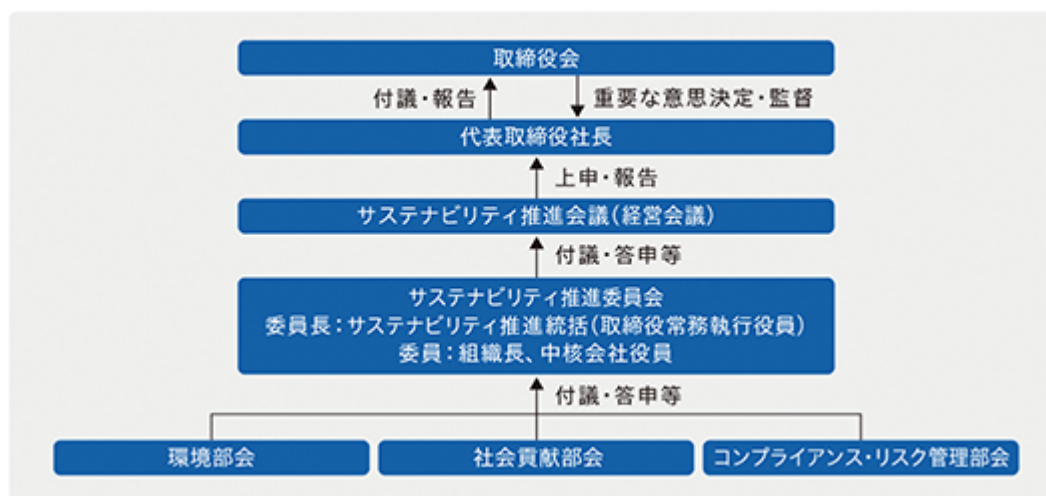 取締役会
付議・報告
重要な意思決定・監督
代表取締役社長
上申・報告
サステナビリティ推進会議(経営会議)
付議・答申等
サステナビリティ推進委員会
委員長：サステナビリティ推進統括(取締役常務執行役員)
委員：組織長、中核会社役員
付議・答申等
環境部会
社会貢献部会
コンプライアンス・リスク管理部会